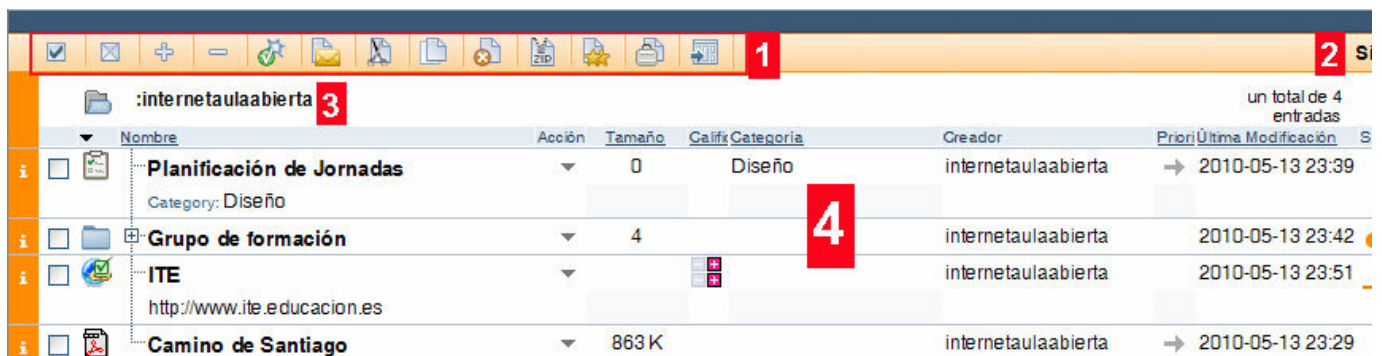 ZIP 1 2
:internetaulaabierta 3 un total de 4
entradas
Nombre Acción Tamaño Categoría Creador Priori Última Modificación
i Planificación de Jornadas 0 Diseño internetaulaabierta 2010-05-13 23:39
Category: Diseño
4
i Grupo de formación 4 internetaulaabierta 2010-05-13 23:42
i ITE internetaulaabierta 2010-05-13 23:51
http://www.ite.educacion.es
i Camino de Santiago 863 K internetaulaabierta 2010-05-13 23:29